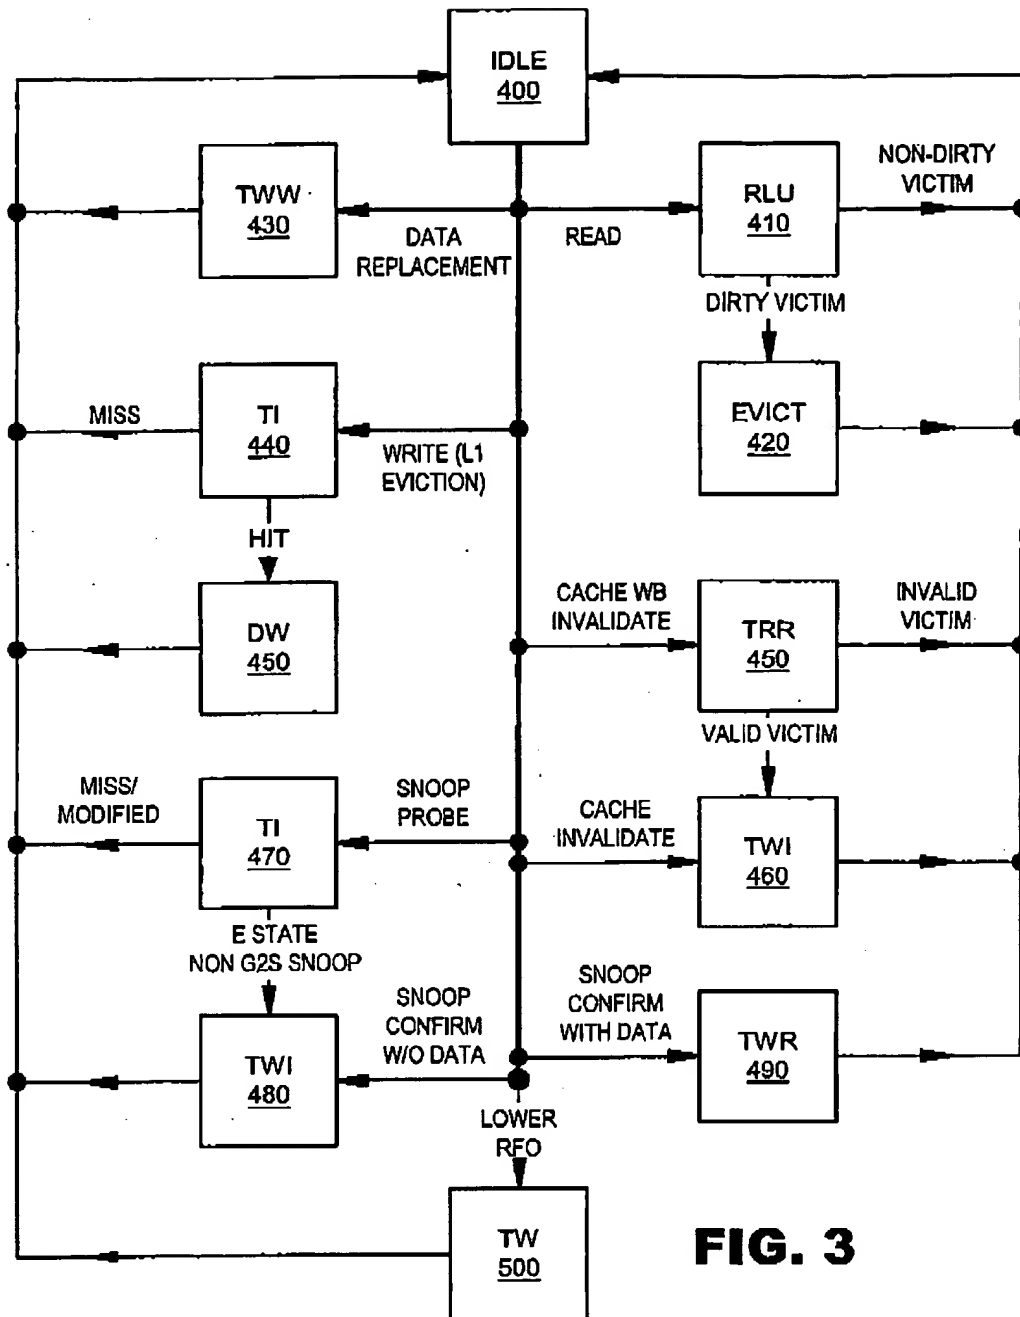 IDLE
400
NON-DIRTY
VICTIM
TWW
430
DATA
REPLACEMENT
READ
RLU
410
DIRTY VICTIM
EVICT
420
MISS
TI
440
WRITE (L1
EVICTION)
HIT
DW
450
CACHE WB
INVALIDATE
TRR
450
INVALID
VICTIM
VALID VICTIM
MISS/
MODIFIED
TI
470
SNOOP
PROBE
CACHE
INVALIDATE
TWI
460
E STATE
NON G2S SNOOP
TWI
480
SNOOP
CONFIRM
W/O DATA
SNOOP
CONFIRM
WITH DATA
TWR
490
LOWER
RFO
TW
500
FIG. 3